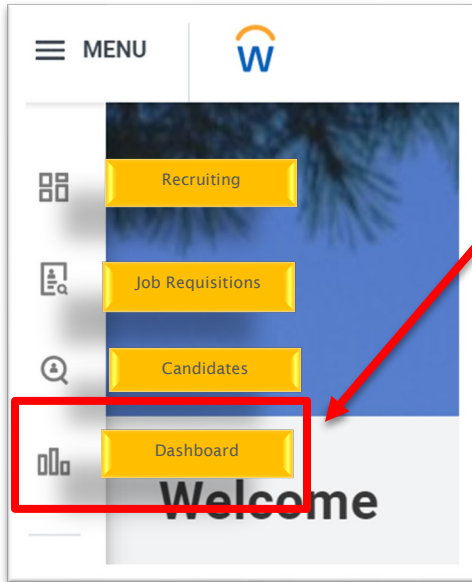 MENU
W
Recruiting
Job Requisitions
Candidates
Dashboard
Welcome